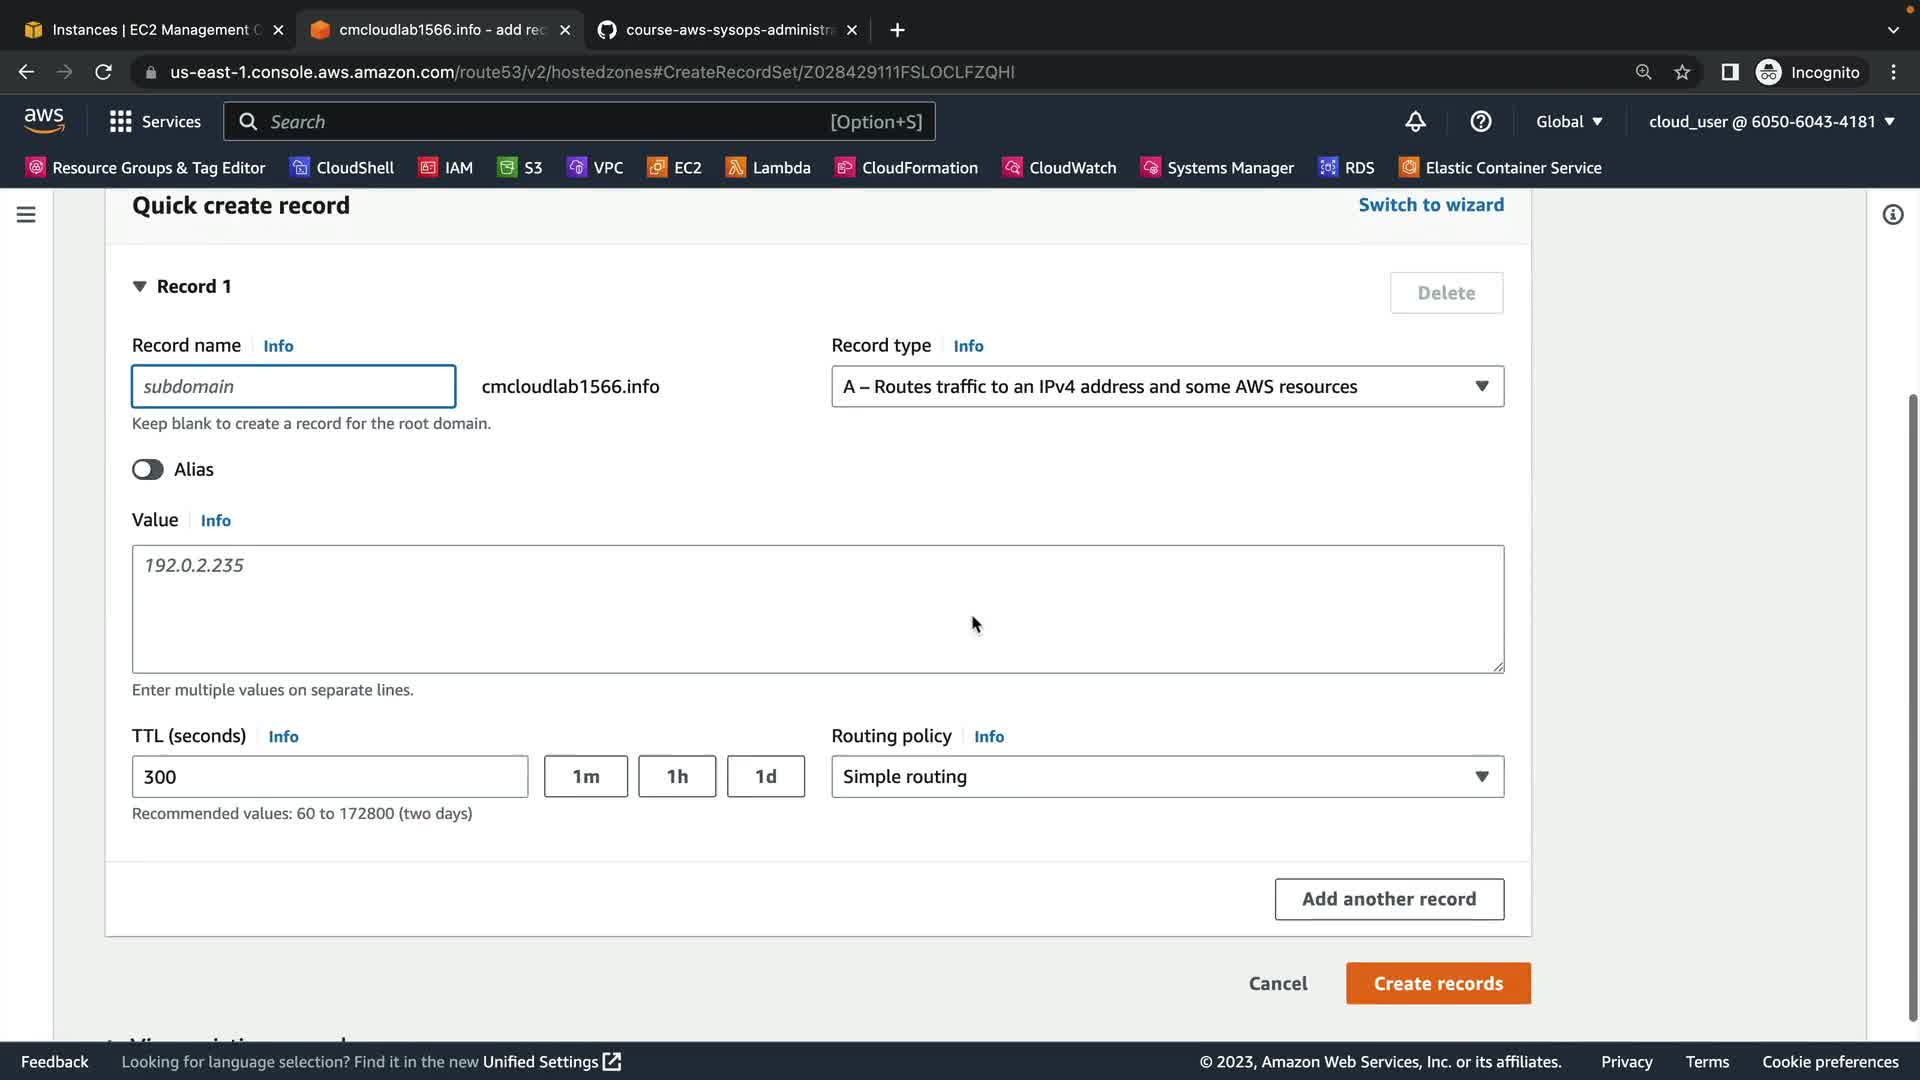 Instances | EC2 Management C
cmcloudlab1566.info - add rec
course-aws-sysops-administra
us-east-1.console.aws.amazon.com/route53/v2/hostedzones#CreateRecordSet/Z028429111FSLOCLFZQHI
Incognito
aws
Services
Search
[Option+S]
Global
cloud_user @ 6050-6043-4181
Resource Groups & Tag Editor
CloudShell
IAM
S3
VPC
EC2
Lambda
CloudFormation
CloudWatch
Systems Manager
RDS
Elastic Container Service
Quick create record
Switch to wizard
Record 1
Delete
Record name
Info
Record type
Info
subdomain
cmcloudlab1566.info
A – Routes traffic to an IPv4 address and some AWS resources
Keep blank to create a record for the root domain.
Alias
Value
Info
192.0.2.235
Enter multiple values on separate lines.
TTL (seconds)
Info
Routing policy
Info
300
1m
1h
1d
Simple routing
Recommended values: 60 to 172800 (two days)
Add another record
Cancel
Create records
Feedback
Looking for language selection? Find it in the new Unified Settings
© 2023, Amazon Web Services, Inc. or its affiliates.
Privacy
Terms
Cookie preferences